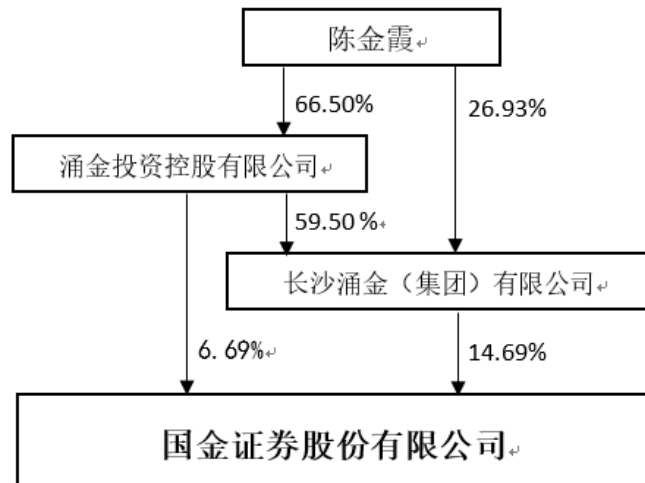 陈金霞
66.50%
26.93%
涌金投资控股有限公司
59.50%
长沙涌金（集团）有限公司
6.69%
14.69%
国金证券股份有限公司